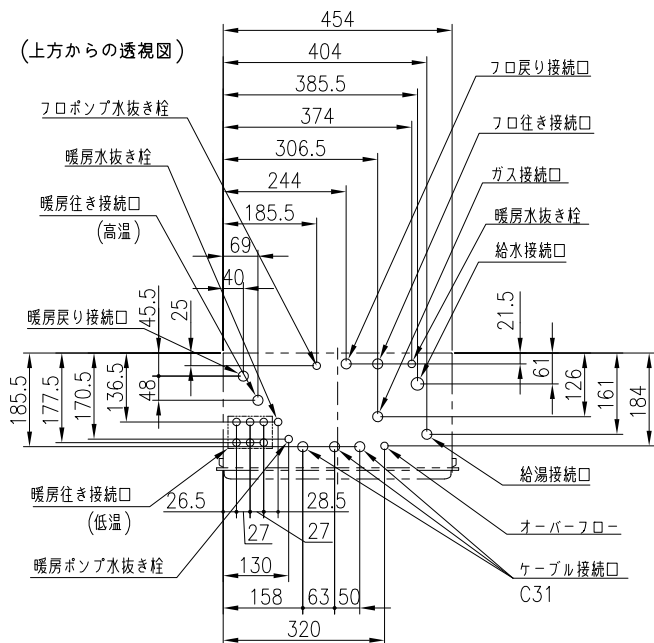 454
(上方からの透視図)
404
フロ戻り接続口
385.5
フロポンプ水抜き栓
374
フロ往き接続口
暖房水抜き栓
306.5
ガス接続口
244
暖房往き接続口
(高温)
185.5
暖房水抜き栓
69
給水接続口
40
45.5
25
21.5
暖房戻り接続口
61
185.5
177.5
170.5
136.5
48
126
161
184
暖房往き接続口
(低温)
26.5
28.5
給湯接続口
27
27
オーバーフロー
暖房ポンプ水抜き栓
130
ケーブル接続口
C31
158
63
50
320